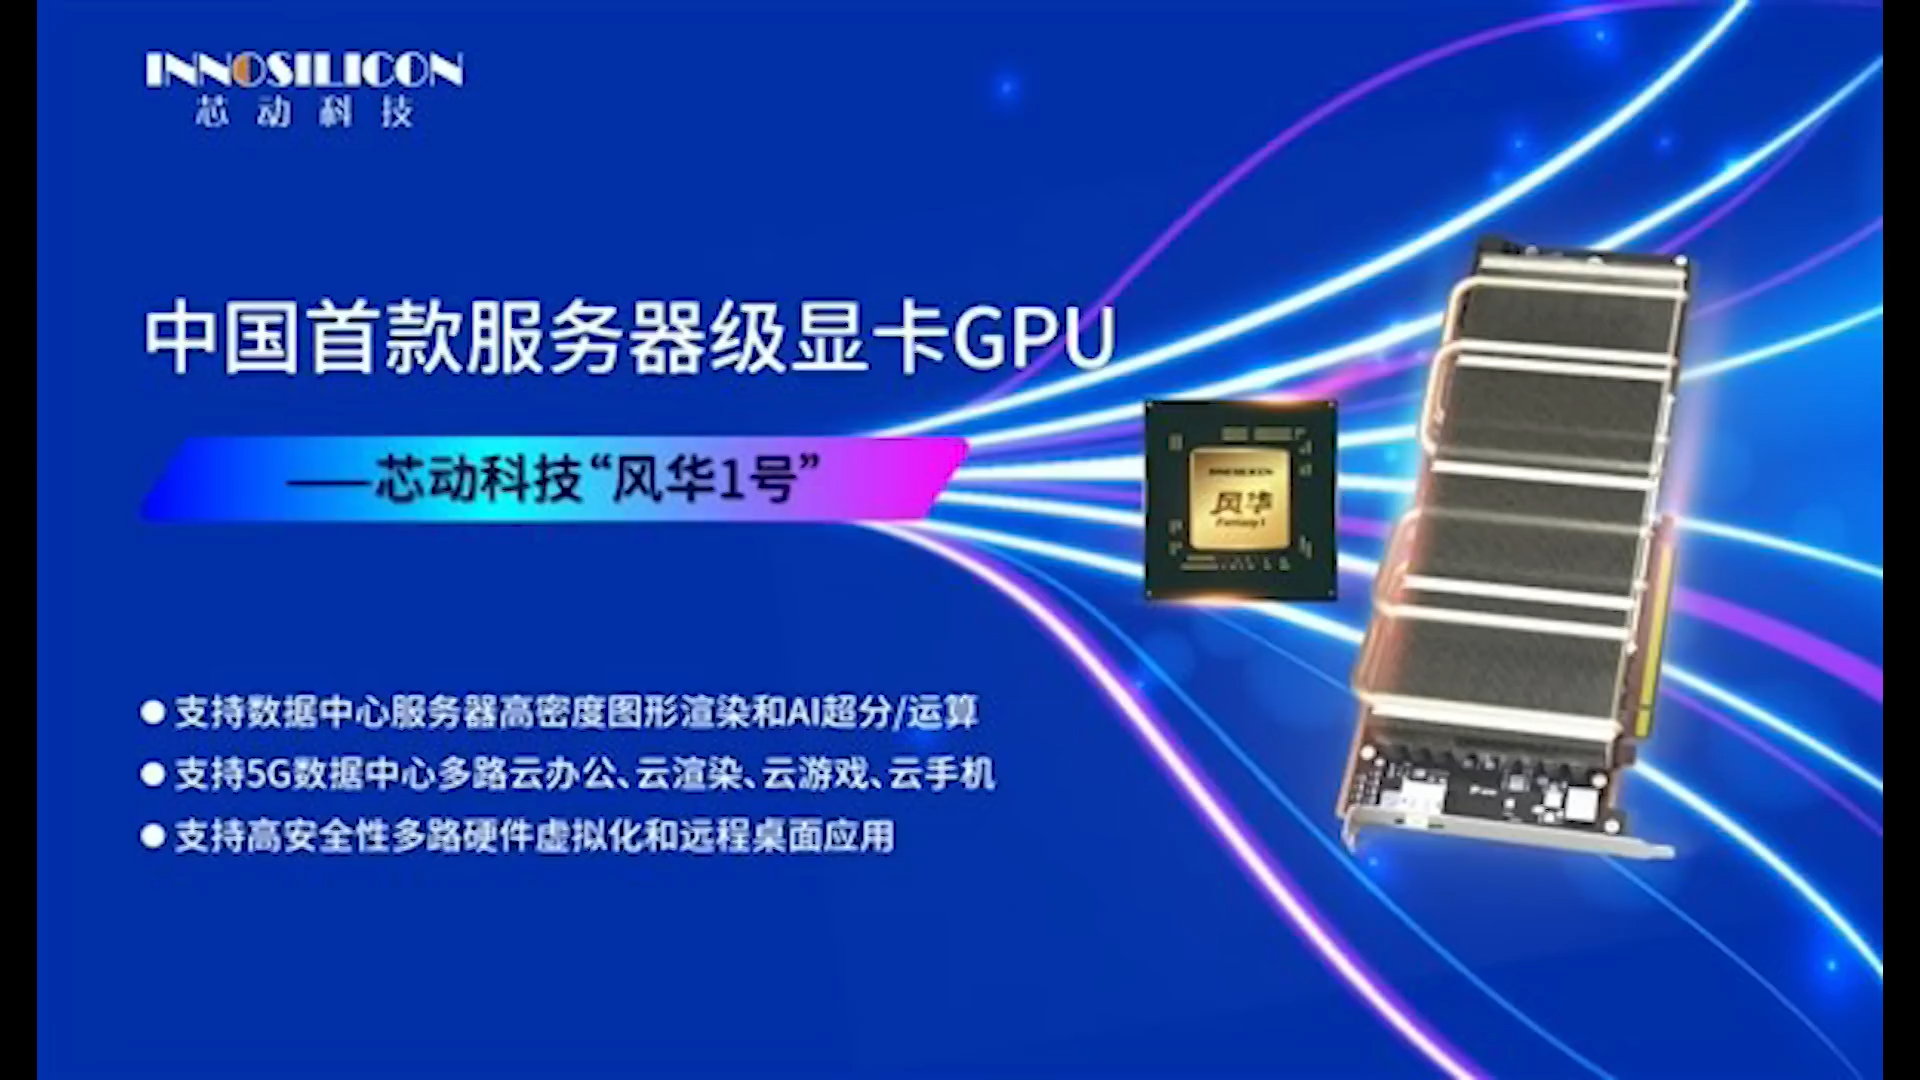 INNOSILICON
芯动科技
中国首款服务器级显卡GPU
——芯动科技“风华1号”
INNOSILICON
风华
Fantasy 1
● 支持数据中心服务器高密度图形渲染和AI超分/运算
● 支持5G数据中心多路云办公、云渲染、云游戏、云手机
● 支持高安全性多路硬件虚拟化和远程桌面应用